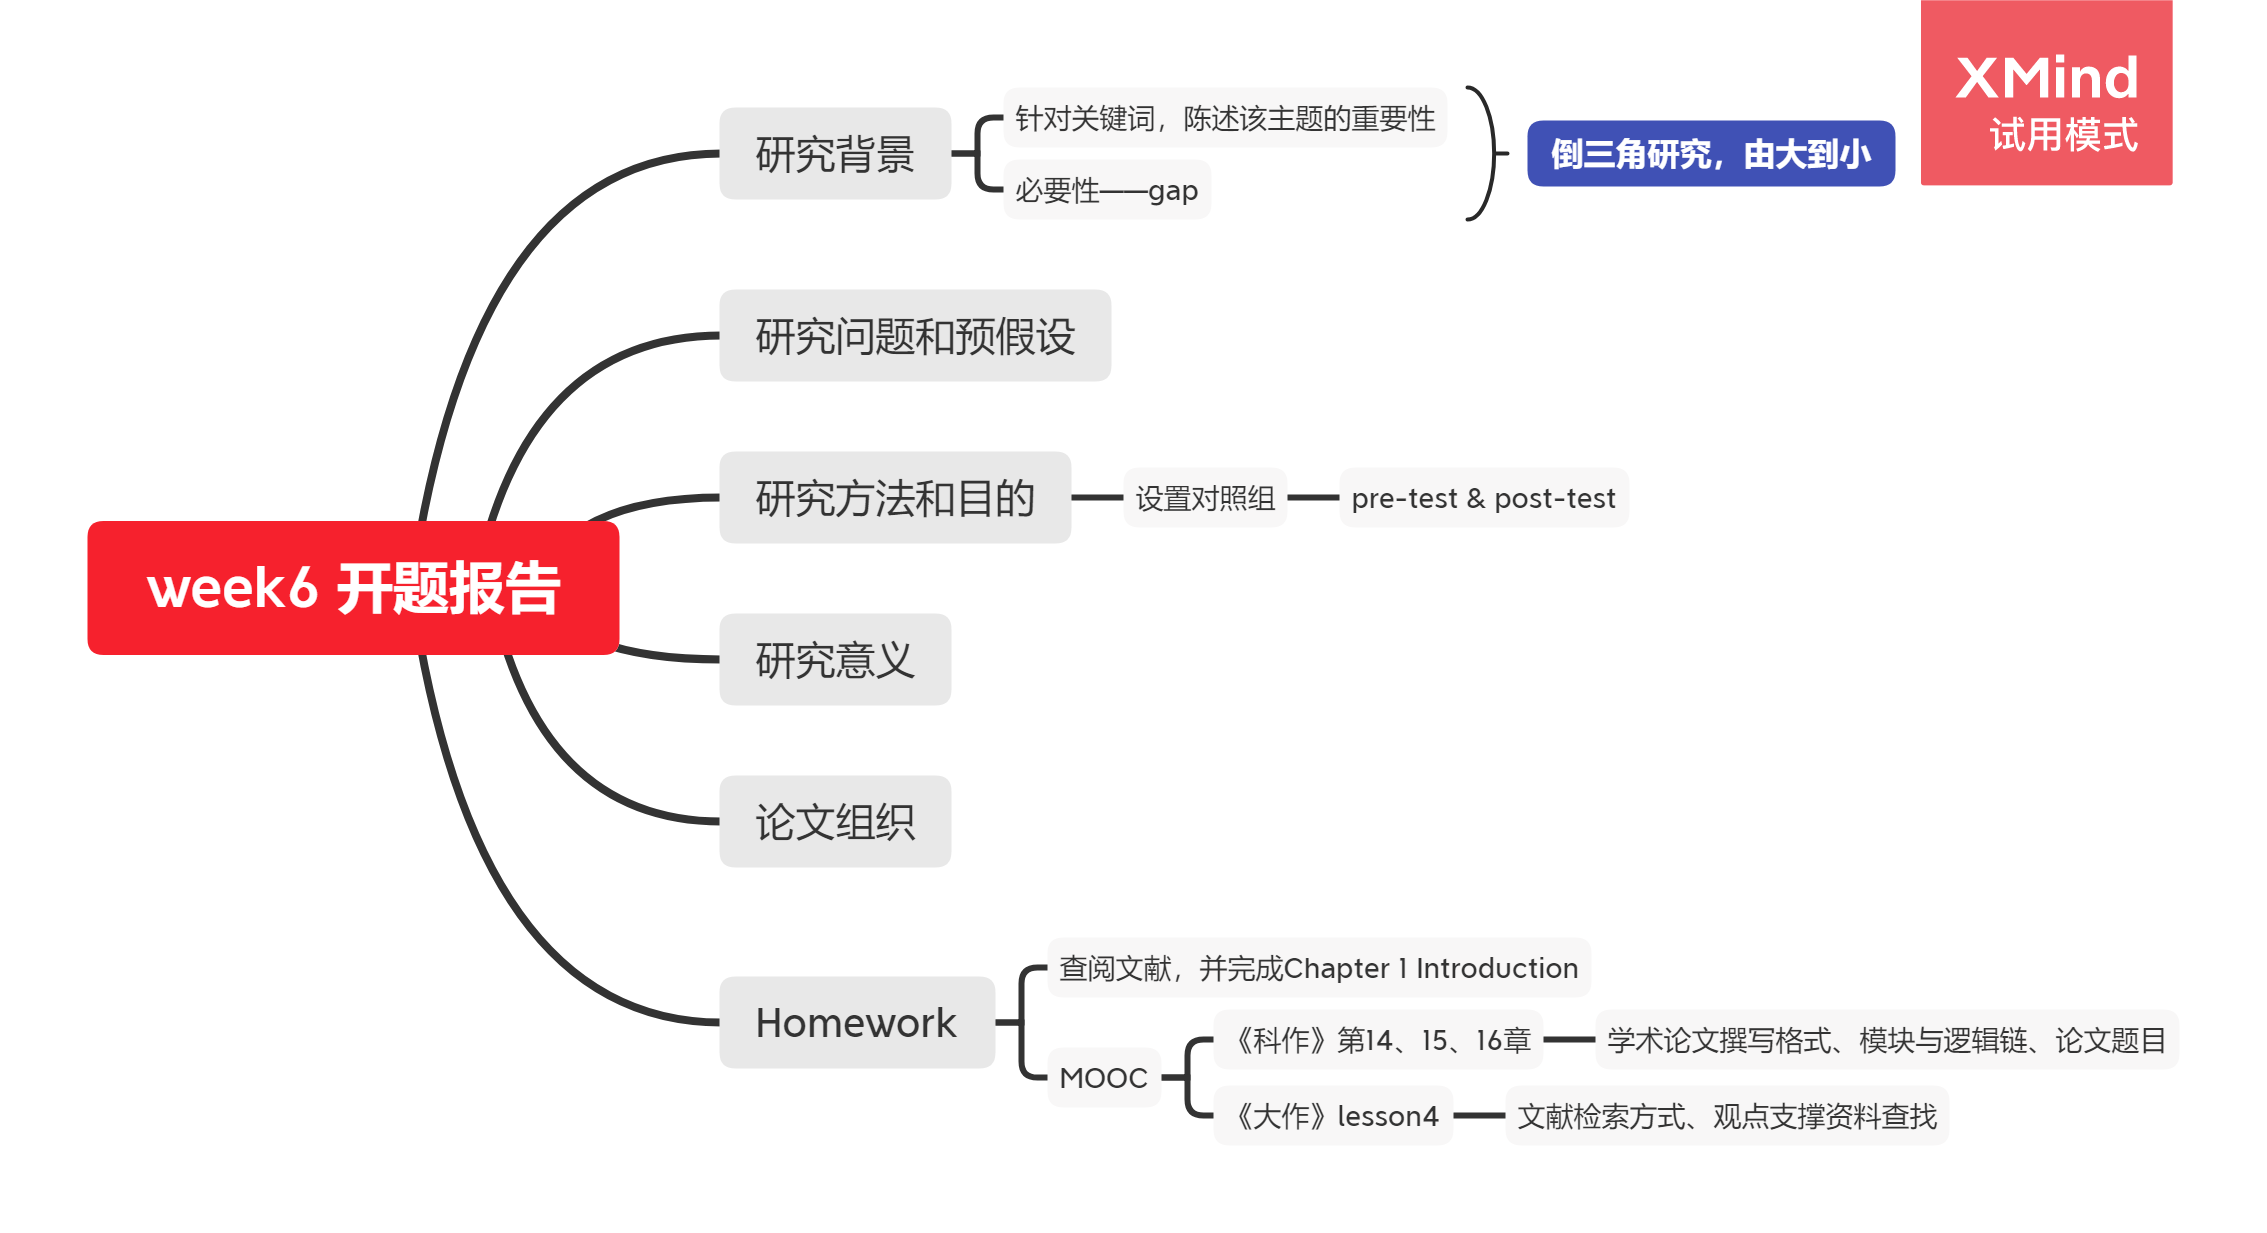 XMind
试用模式
研究背景
针对关键词，陈述该主题的重要性
必要性——gap
倒三角研究，由大到小
研究问题和预假设
研究方法和目的
设置对照组
pre-test & post-test
week6 开题报告
研究意义
论文组织
Homework
查阅文献，并完成Chapter 1 Introduction
MOOC
《科作》第14、15、16章
学术论文撰写格式、模块与逻辑链、论文题目
《大作》lesson4
文献检索方式、观点支撑资料查找